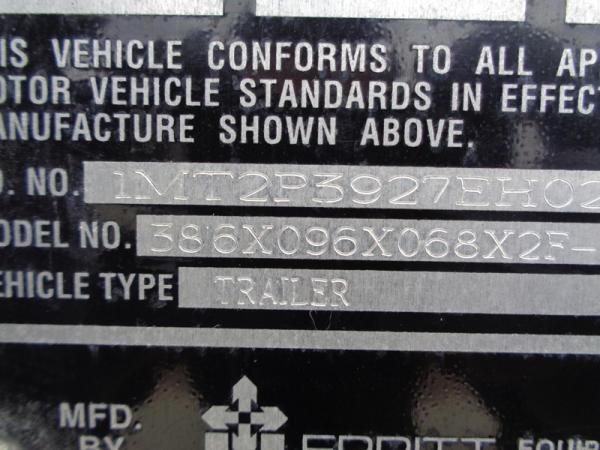 IS VEHICLE CONFORMS TO ALL AP
OTOR VEHICLE STANDARDS IN EFFECT
ANUFACTURE SHOWN ABOVE.
D. NO. 1MT2P3927EH02
ODEL NO. 386X096X068X2F-
EHICLE TYPE TRAILER
MFD.
BY